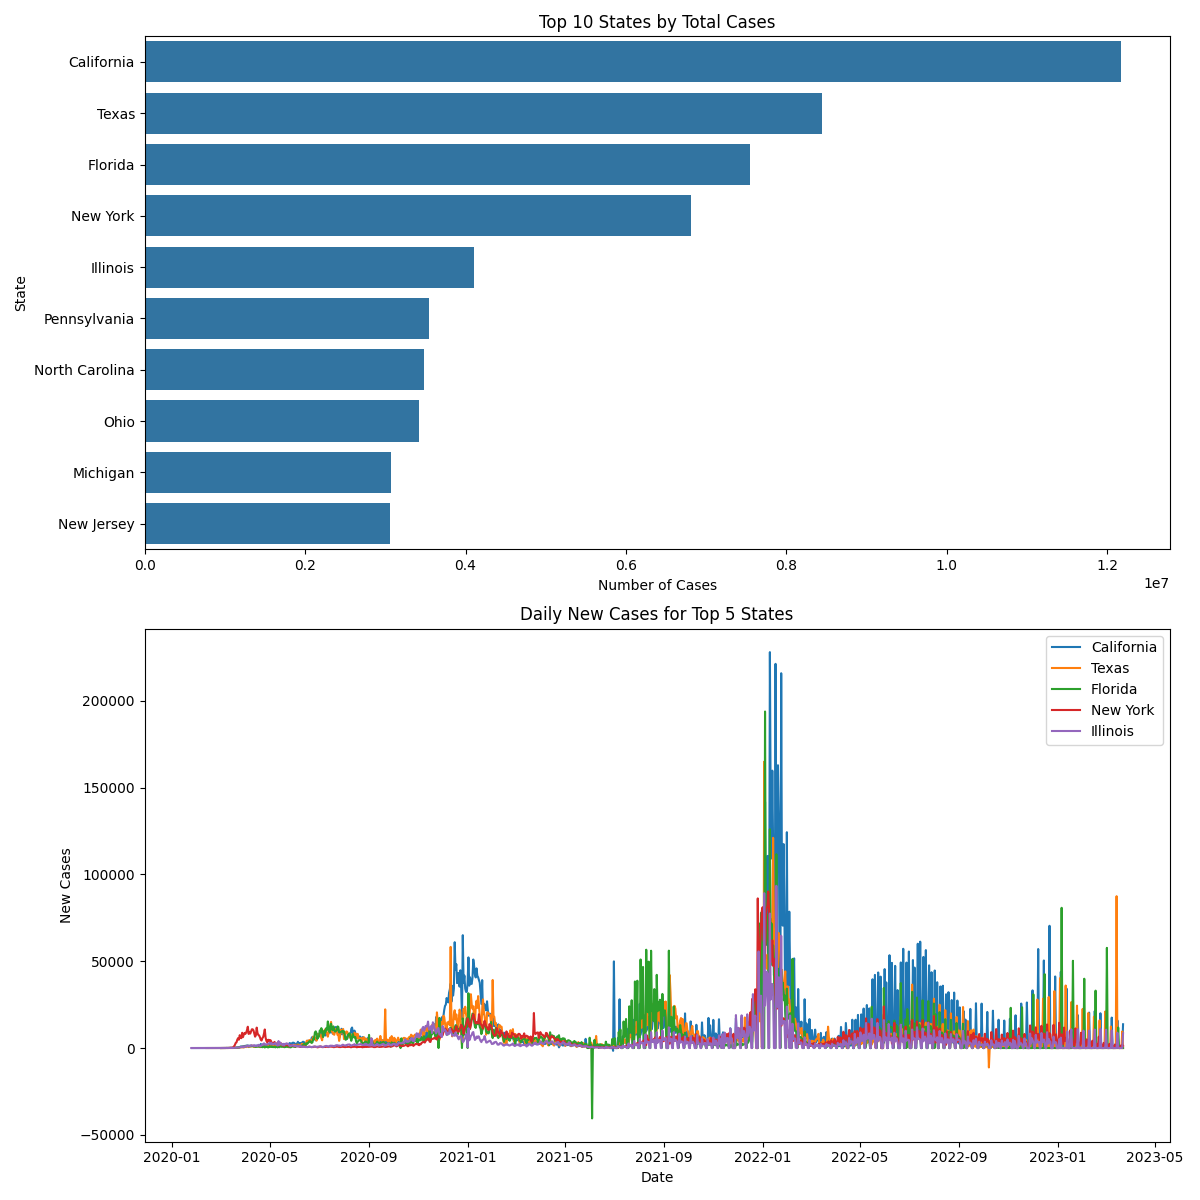 Top 10 States by Total Cases
State
California
Texas
Florida
New York
Illinois
Pennsylvania
North Carolina
Ohio
Michigan
New Jersey
0.0 0.2 0.4 0.6 0.8 1.0 1.2
1e7
Number of Cases
Daily New Cases for Top 5 States
New Cases
200000
150000
100000
50000
0
−50000
California
Texas
Florida
New York
Illinois
2020-01 2020-05 2020-09 2021-01 2021-05 2021-09 2022-01 2022-05 2022-09 2023-01 2023-05
Date